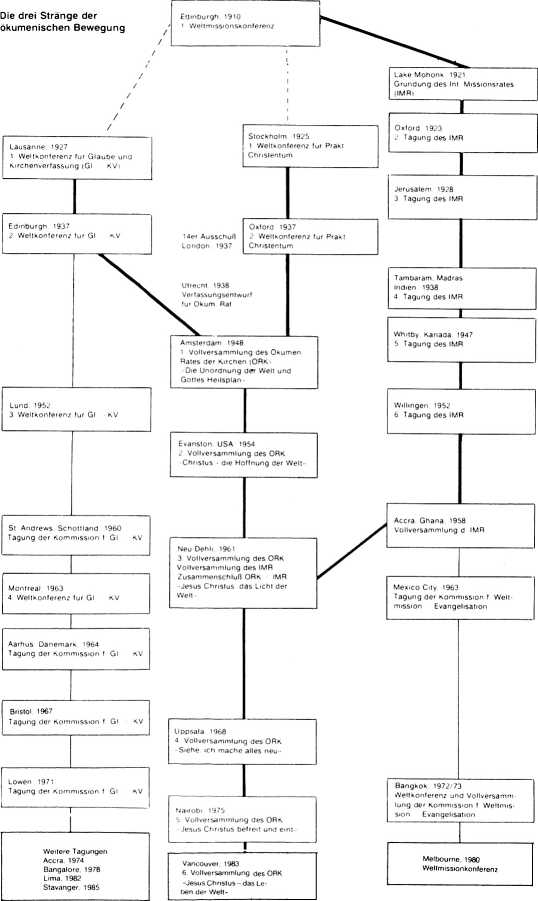 Die drei Stränge der
ökumenischen Bewegung
Edinburgh, 1910
1. Weltmissionskonferenz
Lake Mohonk, 1921
Gründung des Int. Missionsrates
(IMR)
Oxford, 1923
2. Tagung des IMR
Jerusalem, 1928
3. Tagung des IMR
Tambaram, Madras
Indien, 1938
4. Tagung des IMR
Whitby, Kanada, 1947
5. Tagung des IMR
Willingen, 1952
6. Tagung des IMR
Accra, Ghana, 1958
Vollversammlung d. IMR
Mexico City, 1963
Tagung der Kommission f. Welt-
mission Evangelisation
Bangkok, 1972/73
Weltkonferenz und Vollversamm-
lung der Kommission f. Weltmis-
sion Evangelisation
Melbourne, 1980
Weltmissionkonferenz
Stockholm, 1925
1. Weltkonferenz für Prakt.
Christentum
14er Ausschuß
London, 1937
Oxford, 1937
2. Weltkonferenz für Prakt.
Christentum
Utrecht, 1938
Verfassungsentwurf
für Ökum. Rat
Amsterdam, 1948
1. Vollversammlung des Ökumen.
Rates der Kirchen (ÖRK)
-Die Unordnung der Welt und
Gottes Heilsplan-
Evanston, USA, 1954
2. Vollversammlung des ÖRK
-Christus - die Hoffnung der Welt-
Neu-Dehli, 1961
3. Vollversammlung des ÖRK
Vollversammlung des IMR
Zusammenschluß ÖRK IMR
-Jesus Christus, das Licht der
Welt-
Uppsala, 1968
4. Vollversammlung des ÖRK
-Siehe, ich mache alles neu-
Nairobi, 1975
5. Vollversammlung des ÖRK
-Jesus Christus befreit und eint-
Vancouver, 1983
6. Vollversammlung des ÖRK
-Jesus Christus - das Le-
ben der Welt-
Lausanne, 1927
1. Weltkonferenz für Glaube und
Kirchenverfassung (Gl KV)
Edinburgh, 1937
2. Weltkonferenz für Gl KV
Lund, 1952
3. Weltkonferenz für Gl KV
St. Andrews, Schottland, 1960
Tagung der Kommission f. Gl KV
Montreal, 1963
4. Weltkonferenz für Gl KV
Aarhus, Dänemark, 1964
Tagung der Kommission f. Gl KV
Bristol, 1967
Tagung der Kommission f. Gl KV
Löwen, 1971
Tagung der Kommission f. Gl KV
Weitere Tagungen
Accra, 1974
Bangalore, 1978
Lima, 1982
Stavanger, 1985